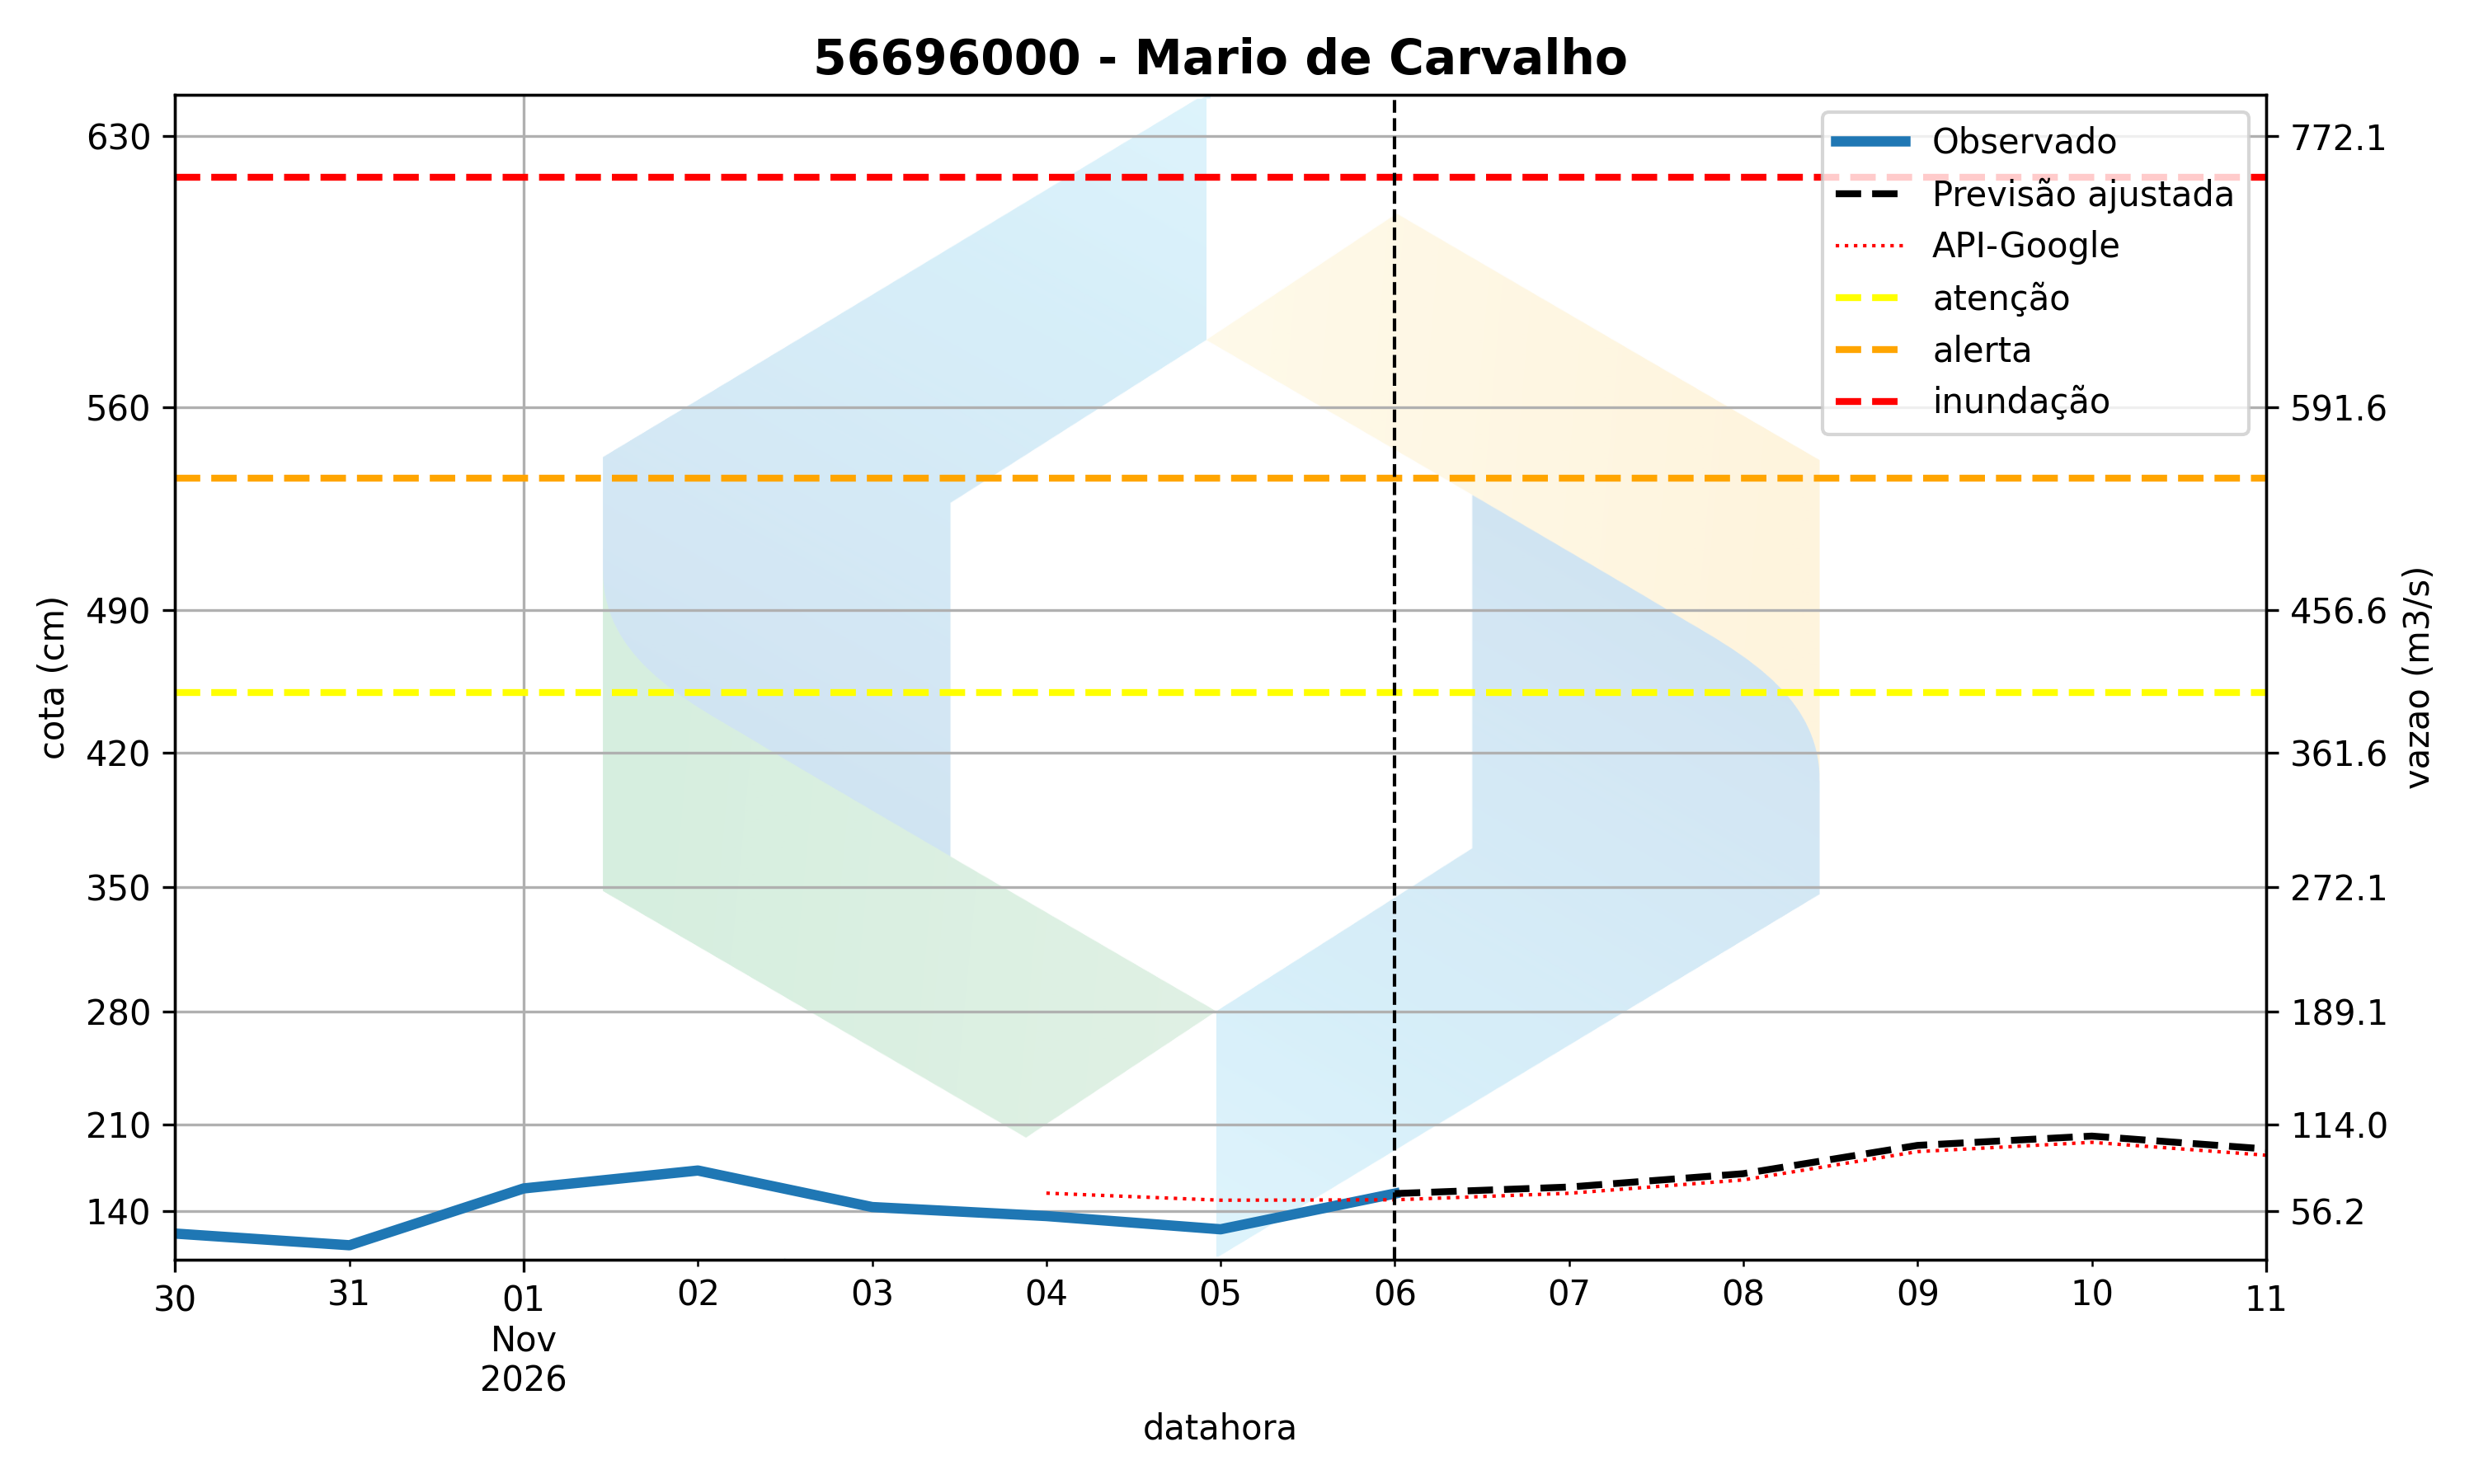 56696000 - Mario de Carvalho
630
560
490
420
350
280
210
140
cota (cm)
772.1
591.6
456.6
361.6
272.1
189.1
114.0
56.2
vazao (m3/s)
Observado
Previsão ajustada
API-Google
atenção
alerta
inundação
30 31 01 02 03 04 05 06 07 08 09 10 11
Nov
2026
datahora